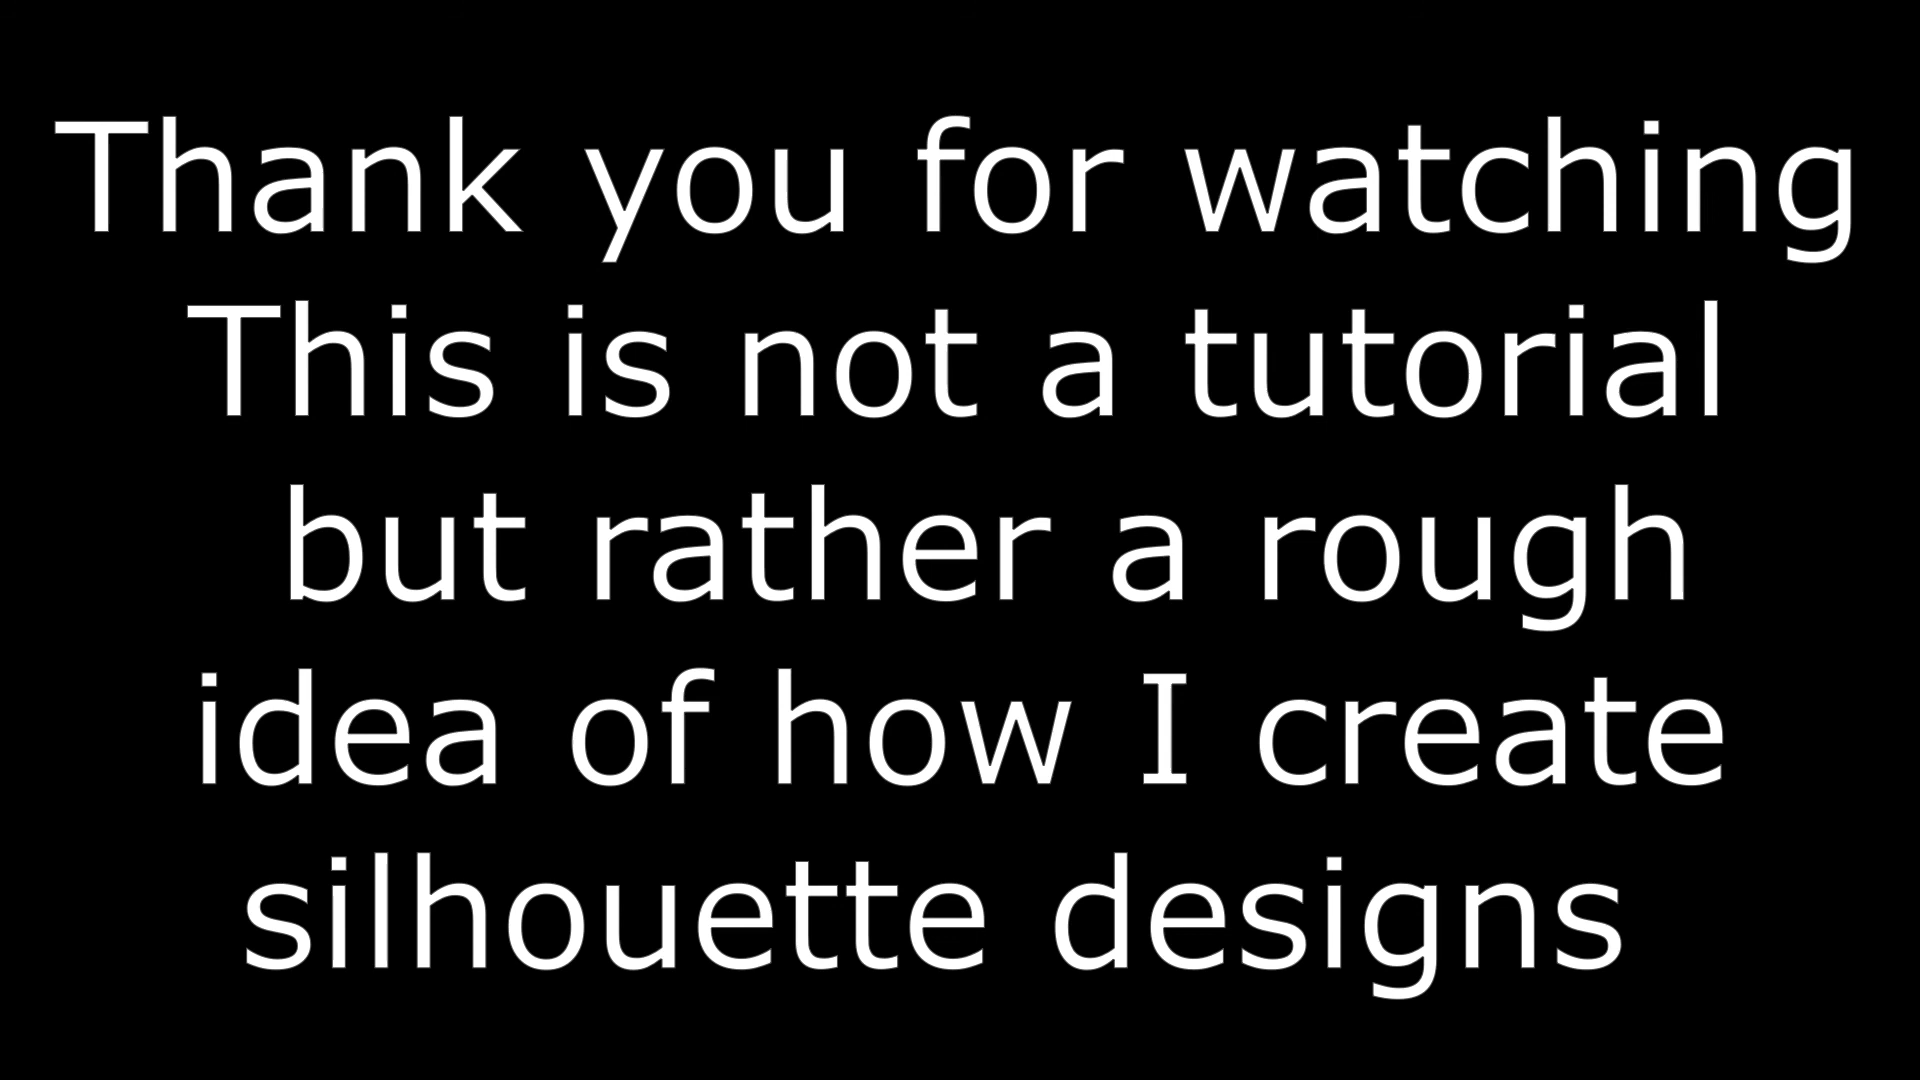 Thank you for watching
This is not a tutorial
but rather a rough
idea of how I create
silhouette designs